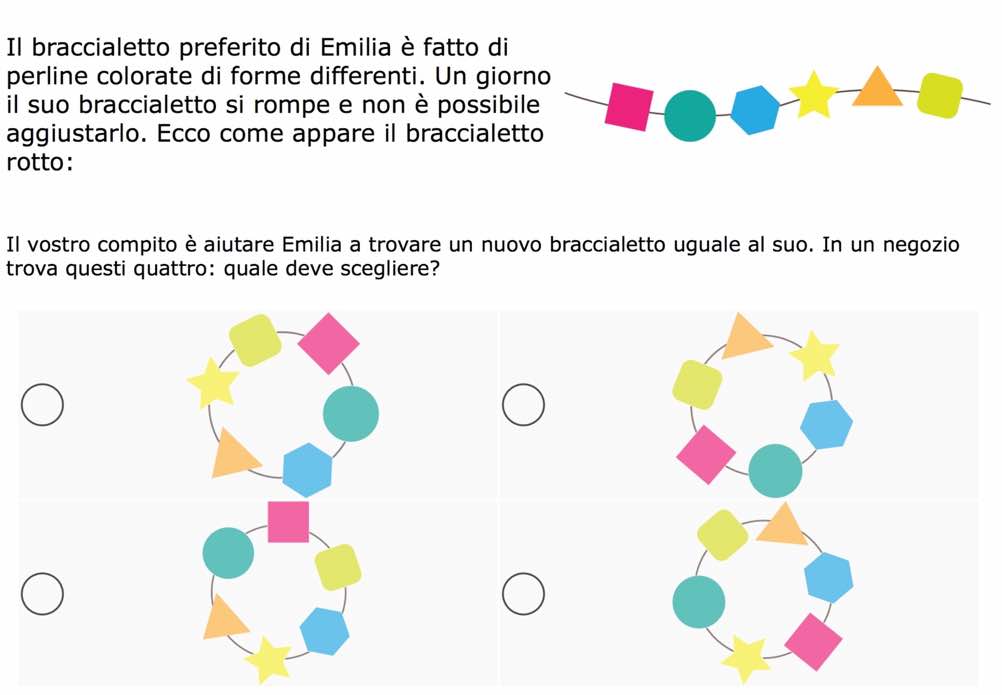 Il braccialetto preferito di Emilia è fatto di
perline colorate di forme differenti. Un giorno
il suo braccialetto si rompe e non è possibile
aggiustarlo. Ecco come appare il braccialetto
rotto:
Il vostro compito è aiutare Emilia a trovare un nuovo braccialetto uguale al suo. In un negozio
trova questi quattro: quale deve scegliere?